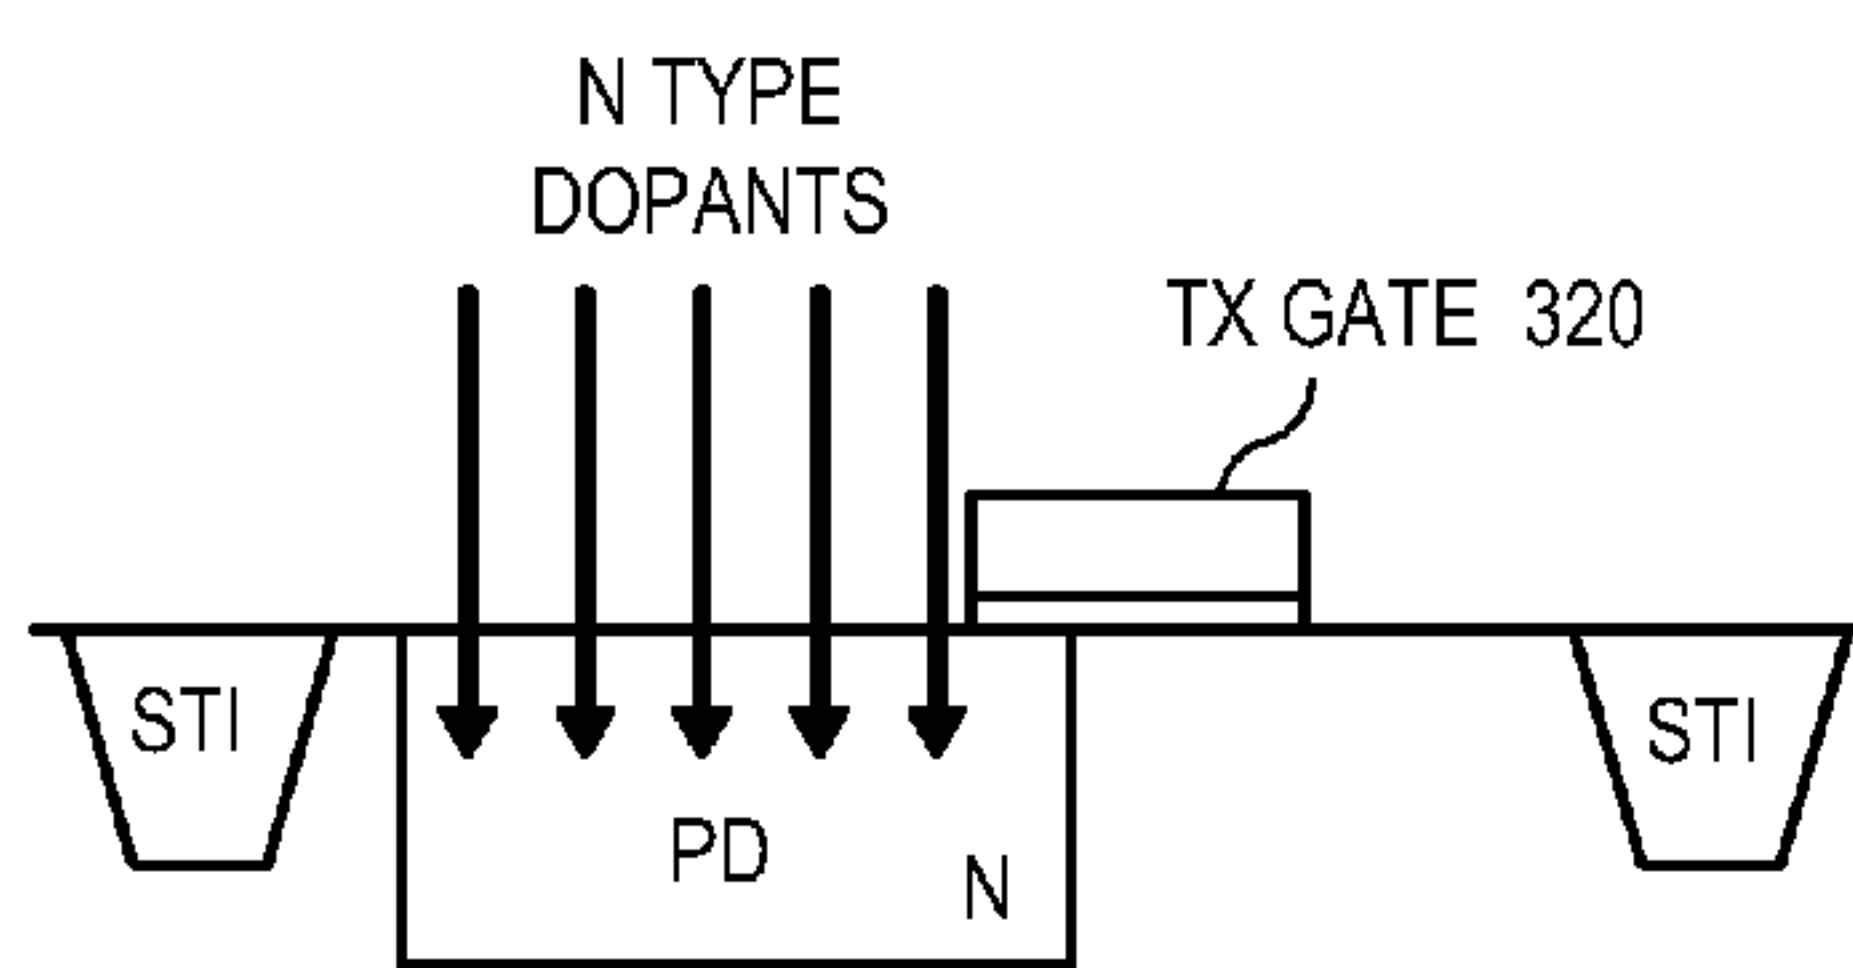 N TYPE
DOPANTS
TX GATE 320
STI
STI
PD
N